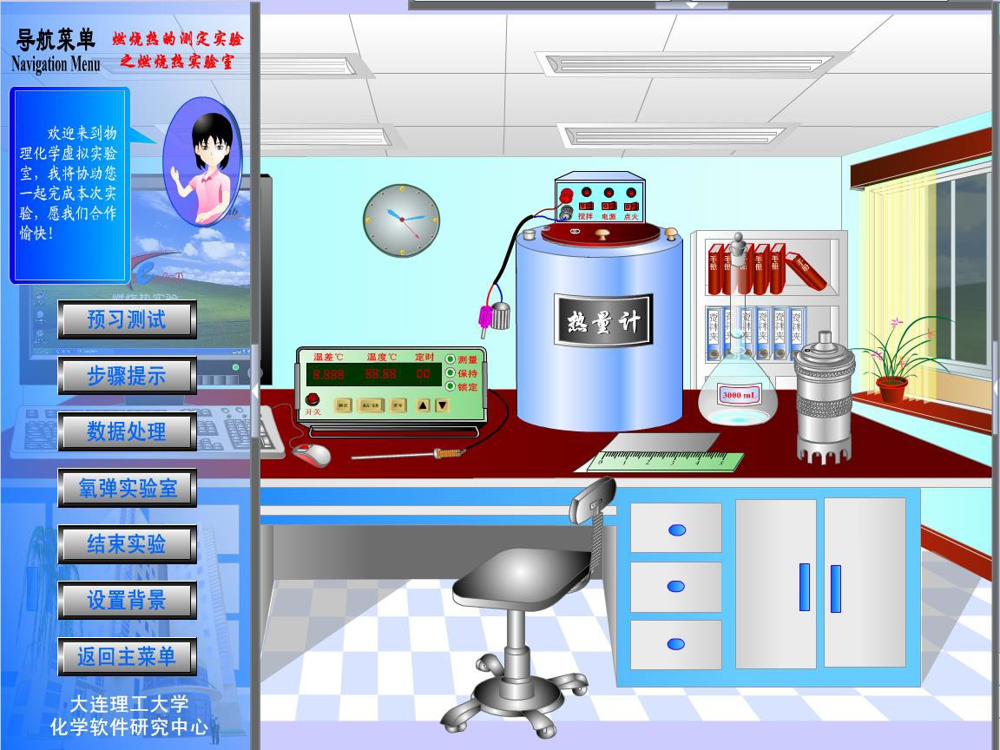 导航菜单
Navigation Menu
燃烧热的测定实验
之燃烧热实验室
欢迎来到物
理化学虚拟实验
室，我将协助您
一起完成本次实
验，愿我们合作
愉快！
燃烧热实验
预习测试
步骤提示
数据处理
氧弹实验室
结束实验
设置背景
返回主菜单
大连理工大学
化学软件研究中心
搅拌 电源 点火
热量计
温差℃ 温度℃ 定时
8.888 88.88 00
测量
保持
锁定
开关
手册 手册 手册 手册
资料夹 资料夹 资料夹 资料夹 资料夹
3000 mL
0 1 2 3 4 5